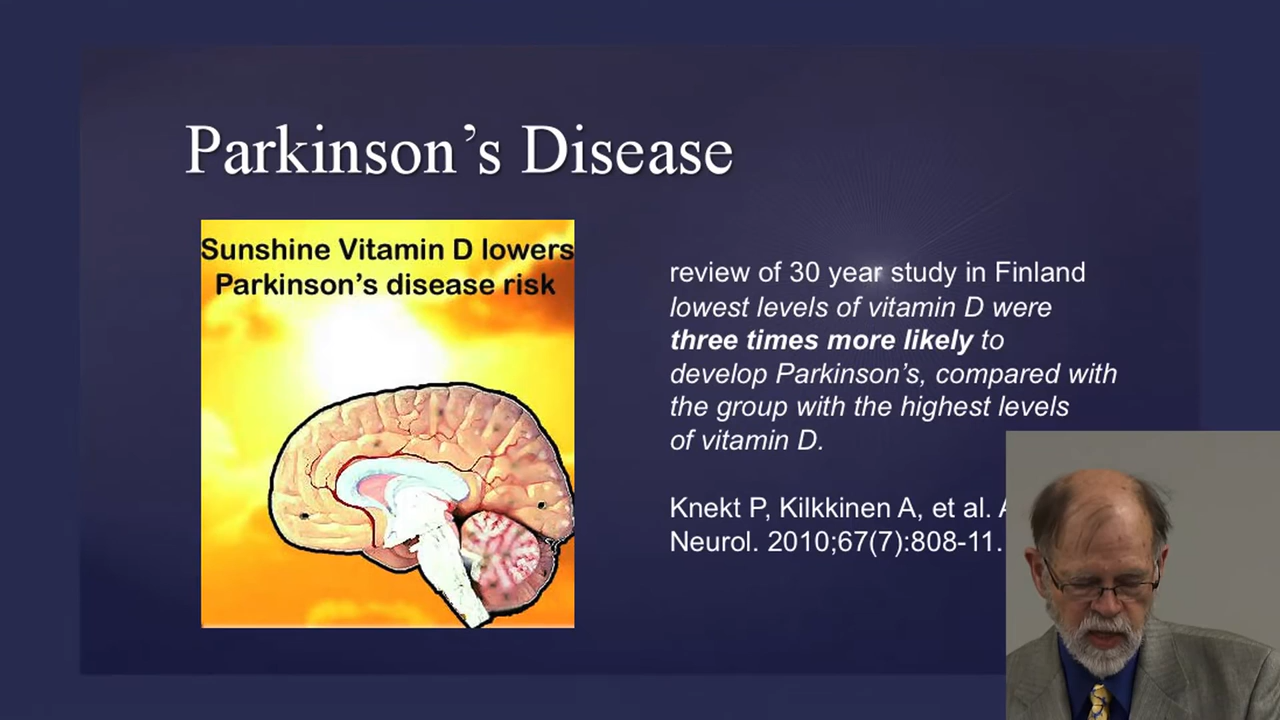 Parkinson's Disease
Sunshine Vitamin D lowers
Parkinson's disease risk
review of 30 year study in Finland
lowest levels of vitamin D were
three times more likely to
develop Parkinson's, compared with
the group with the highest levels
of vitamin D.
Knekt P, Kilkkinen A, et al.
Neurol. 2010;67(7):808-11.